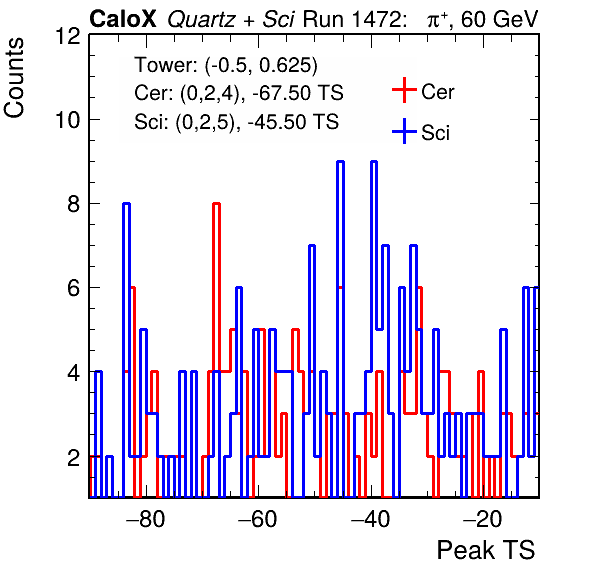 CaloX Quartz + Sci Run 1472: π⁺, 60 GeV
Counts
12
10
8
6
4
2
Tower: (-0.5, 0.625)
Cer: (0,2,4), -67.50 TS
Sci: (0,2,5), -45.50 TS
Cer
Sci
−80 −60 −40 −20
Peak TS